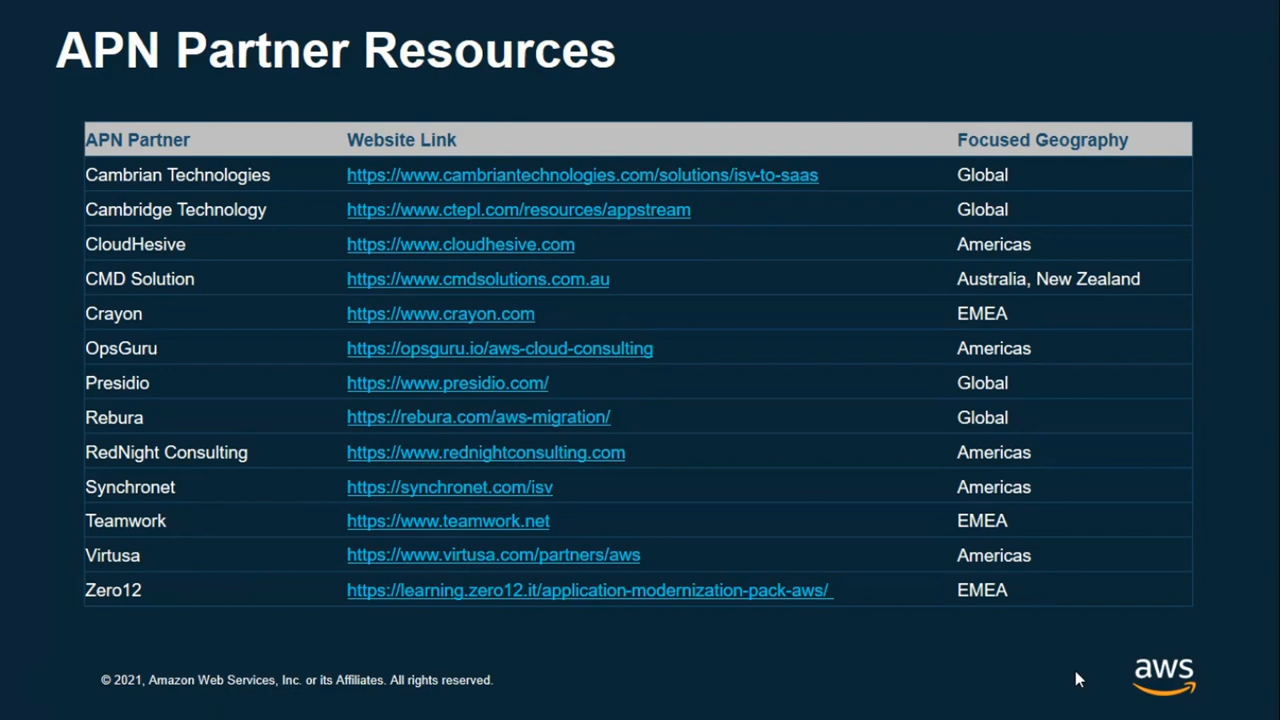 APN Partner Resources
APN Partner Website Link Focused Geography
Cambrian Technologies https://www.cambriantechnologies.com/solutions/isv-to-saas Global
Cambridge Technology https://www.ctepl.com/resources/appstream Global
CloudHesive https://www.cloudhesive.com Americas
CMD Solution https://www.cmdsolutions.com.au Australia, New Zealand
Crayon https://www.crayon.com EMEA
OpsGuru https://opsguru.io/aws-cloud-consulting Americas
Presidio https://www.presidio.com/ Global
Rebura https://rebura.com/aws-migration/ Global
RedNight Consulting https://www.rednightconsulting.com Americas
Synchronet https://synchronet.com/isv Americas
Teamwork https://www.teamwork.net EMEA
Virtusa https://www.virtusa.com/partners/aws Americas
Zero12 https://learning.zero12.it/application-modernization-pack-aws/ EMEA
© 2021, Amazon Web Services, Inc. or its Affiliates. All rights reserved.
aws